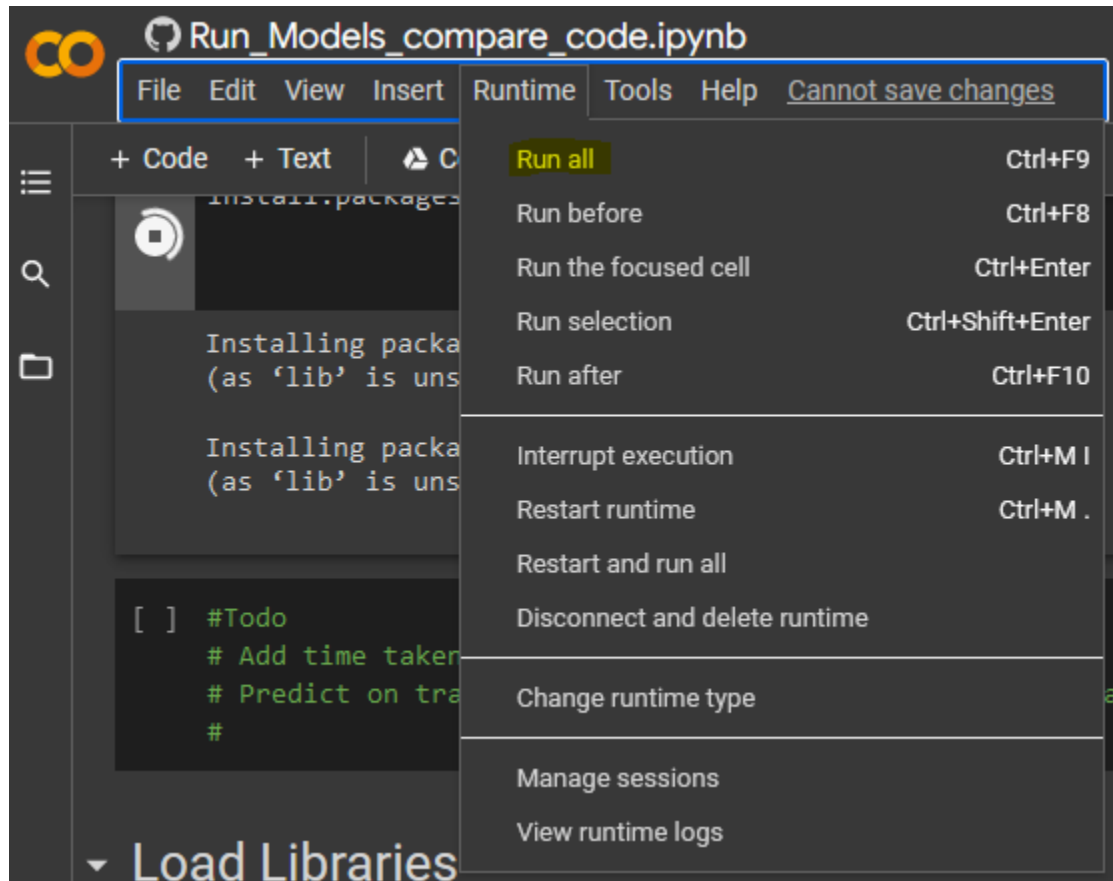 Run_Models_compare_code.ipynb
File Edit View Insert Runtime Tools Help Cannot save changes
+ Code + Text
Run all Ctrl+F9
Run before Ctrl+F8
Run the focused cell Ctrl+Enter
Run selection Ctrl+Shift+Enter
Run after Ctrl+F10
Interrupt execution Ctrl+M I
Restart runtime Ctrl+M .
Restart and run all
Disconnect and delete runtime
Change runtime type
Manage sessions
View runtime logs
install.packages
Installing packa
(as ‘lib’ is uns
Installing packa
(as ‘lib’ is uns
[ ] #Todo
# Add time taken
# Predict on tra
#
Load Libraries